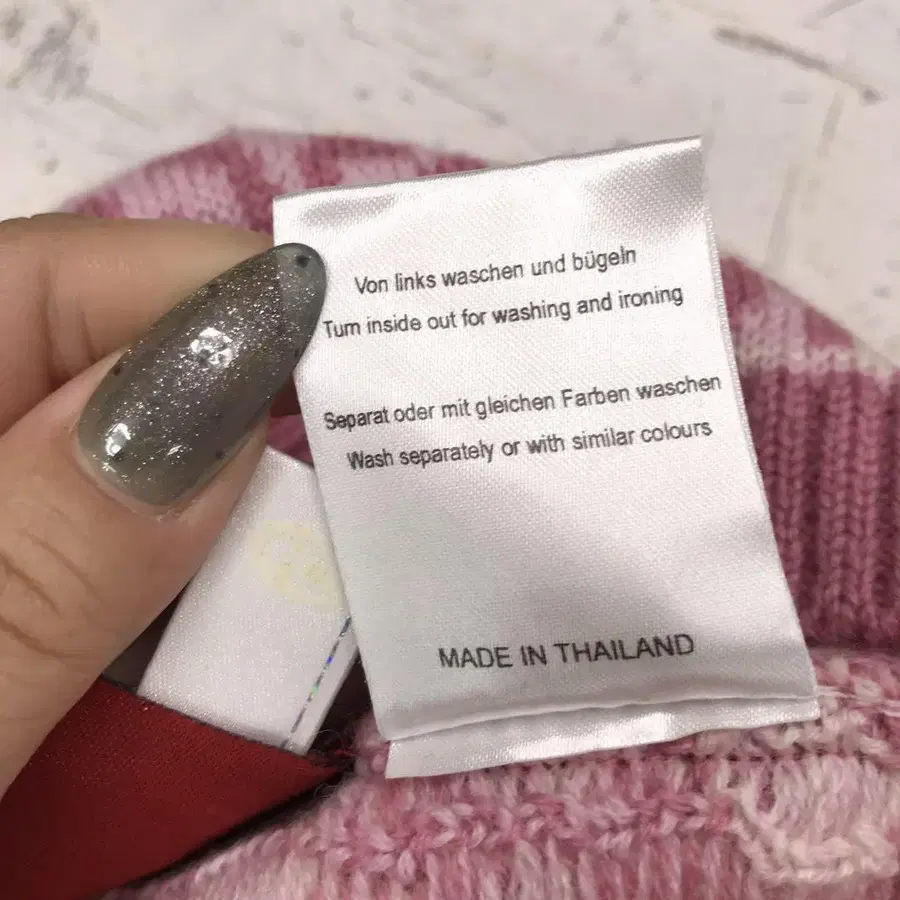 Von links waschen und bügeln
Turn inside out for washing and ironing
Separat oder mit gleichen Farben waschen
Wash separately or with similar colours
MADE IN THAILAND